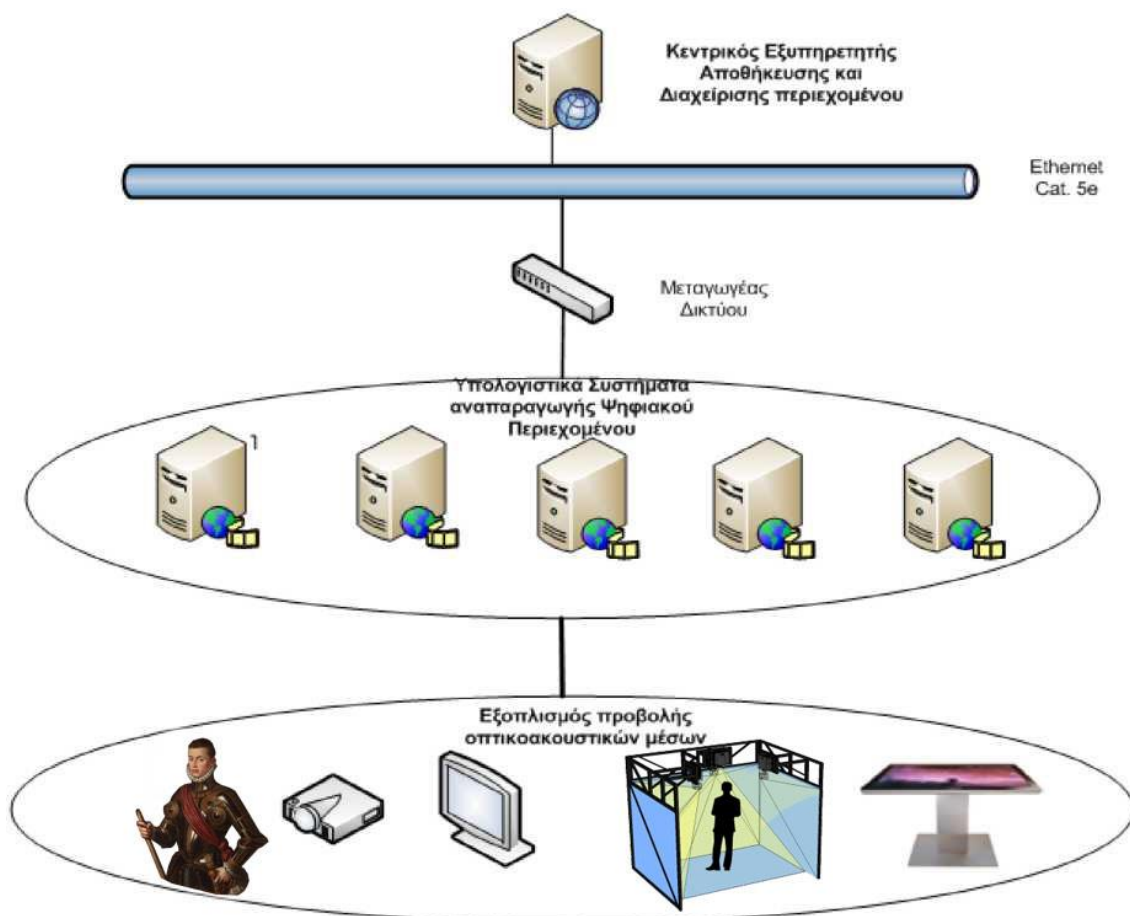 Κεντρικός Εξυπηρετητής
Αποθήκευσης και
Διαχείρισης περιεχομένου
Ethernet
Cat. 5e
Μεταγωγέας
Δικτύου
Υπολογιστικά Συστήματα
αναπαραγωγής Ψηφιακού
Περιεχομένου
1
Εξοπλισμός προβολής
οπτικοακουστικών μέσων